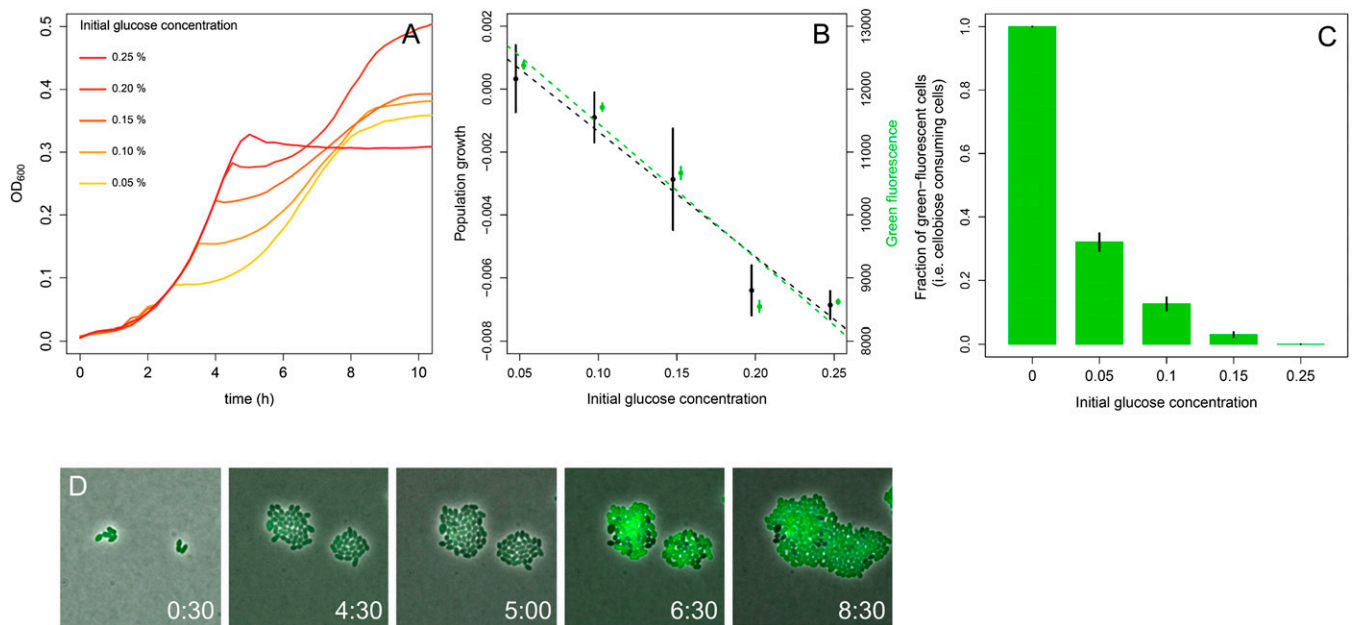 A
Initial glucose concentration
0.25 %
0.20 %
0.15 %
0.10 %
0.05 %
0.5
0.4
0.3
0.2
0.1
0.0
OD600
0 2 4 6 8 10
time (h)
B
0.002
0.000
−0.002
−0.004
−0.006
−0.008
Population growth
13000
12000
11000
10000
9000
8000
Green fluorescence
0.05 0.10 0.15 0.20 0.25
Initial glucose concentration
C
1.0
0.8
0.6
0.4
0.2
0.0
Fraction of green-fluorescent cells
(i.e. cellobiose consuming cells)
0 0.05 0.1 0.15 0.25
Initial glucose concentration
D
0:30
4:30
5:00
6:30
8:30